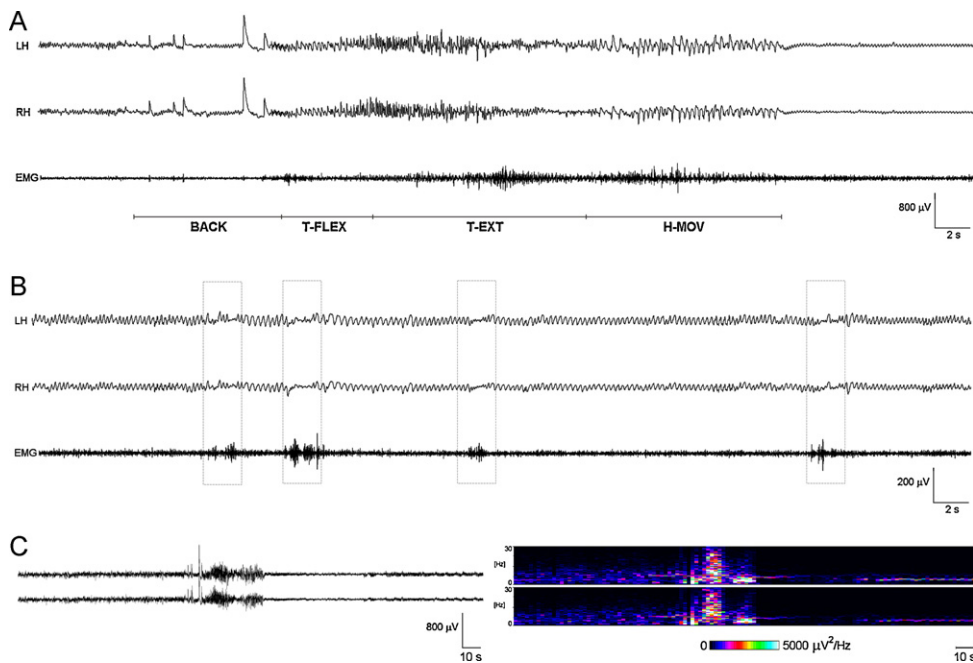 A
LH
RH
EMG
BACK T-FLEX T-EXT H-MOV
800 µV
2 s
B
LH
RH
EMG
200 µV
2 s
C
800 µV
10 s
30
[Hz]
0
30
[Hz]
0
0 5000 µV²/Hz
10 s